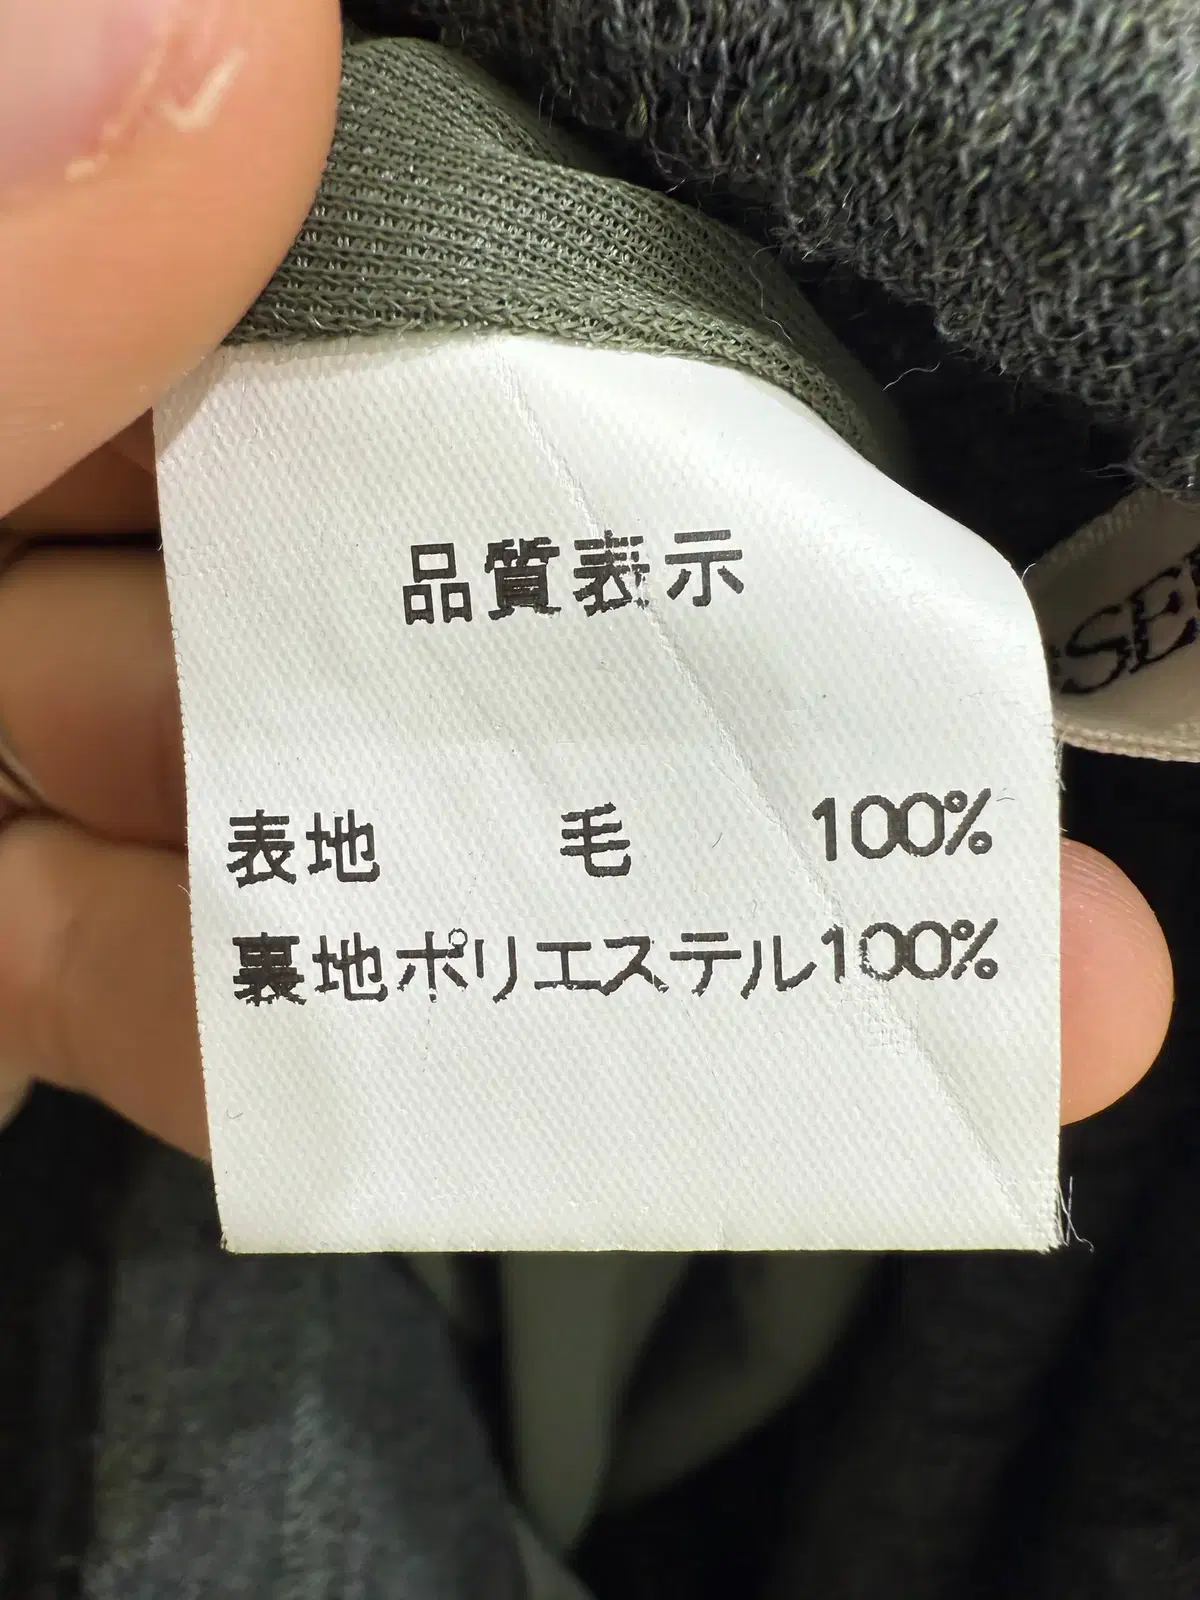 品質表示
表地 毛 100%
裏地ポリエステル100%